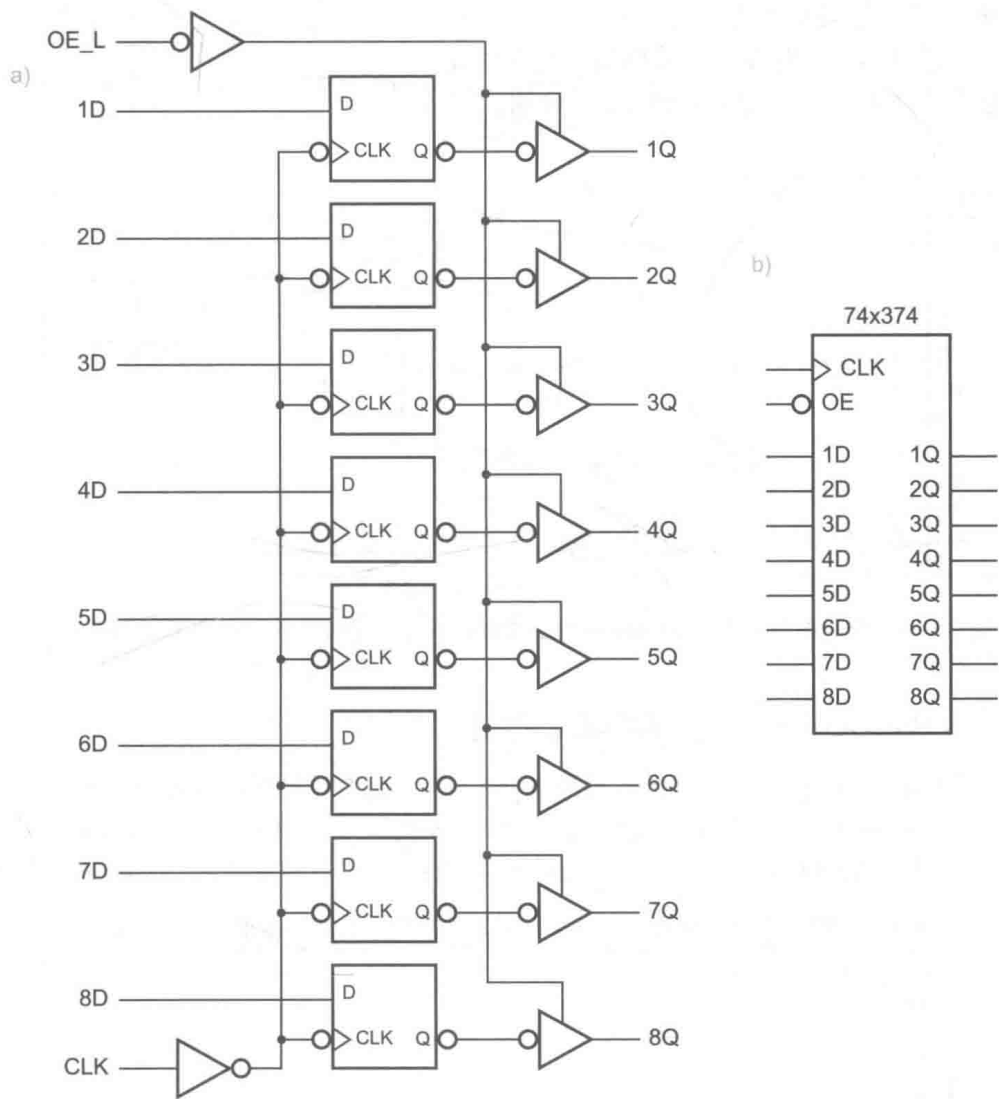 OE_L
a)
1D
D
CLK Q
1Q
2D
D
CLK Q
2Q
3D
D
CLK Q
3Q
4D
D
CLK Q
4Q
5D
D
CLK Q
5Q
6D
D
CLK Q
6Q
7D
D
CLK Q
7Q
8D
D
CLK Q
8Q
CLK
b)
74x374
CLK
OE
1D 1Q
2D 2Q
3D 3Q
4D 4Q
5D 5Q
6D 6Q
7D 7Q
8D 8Q